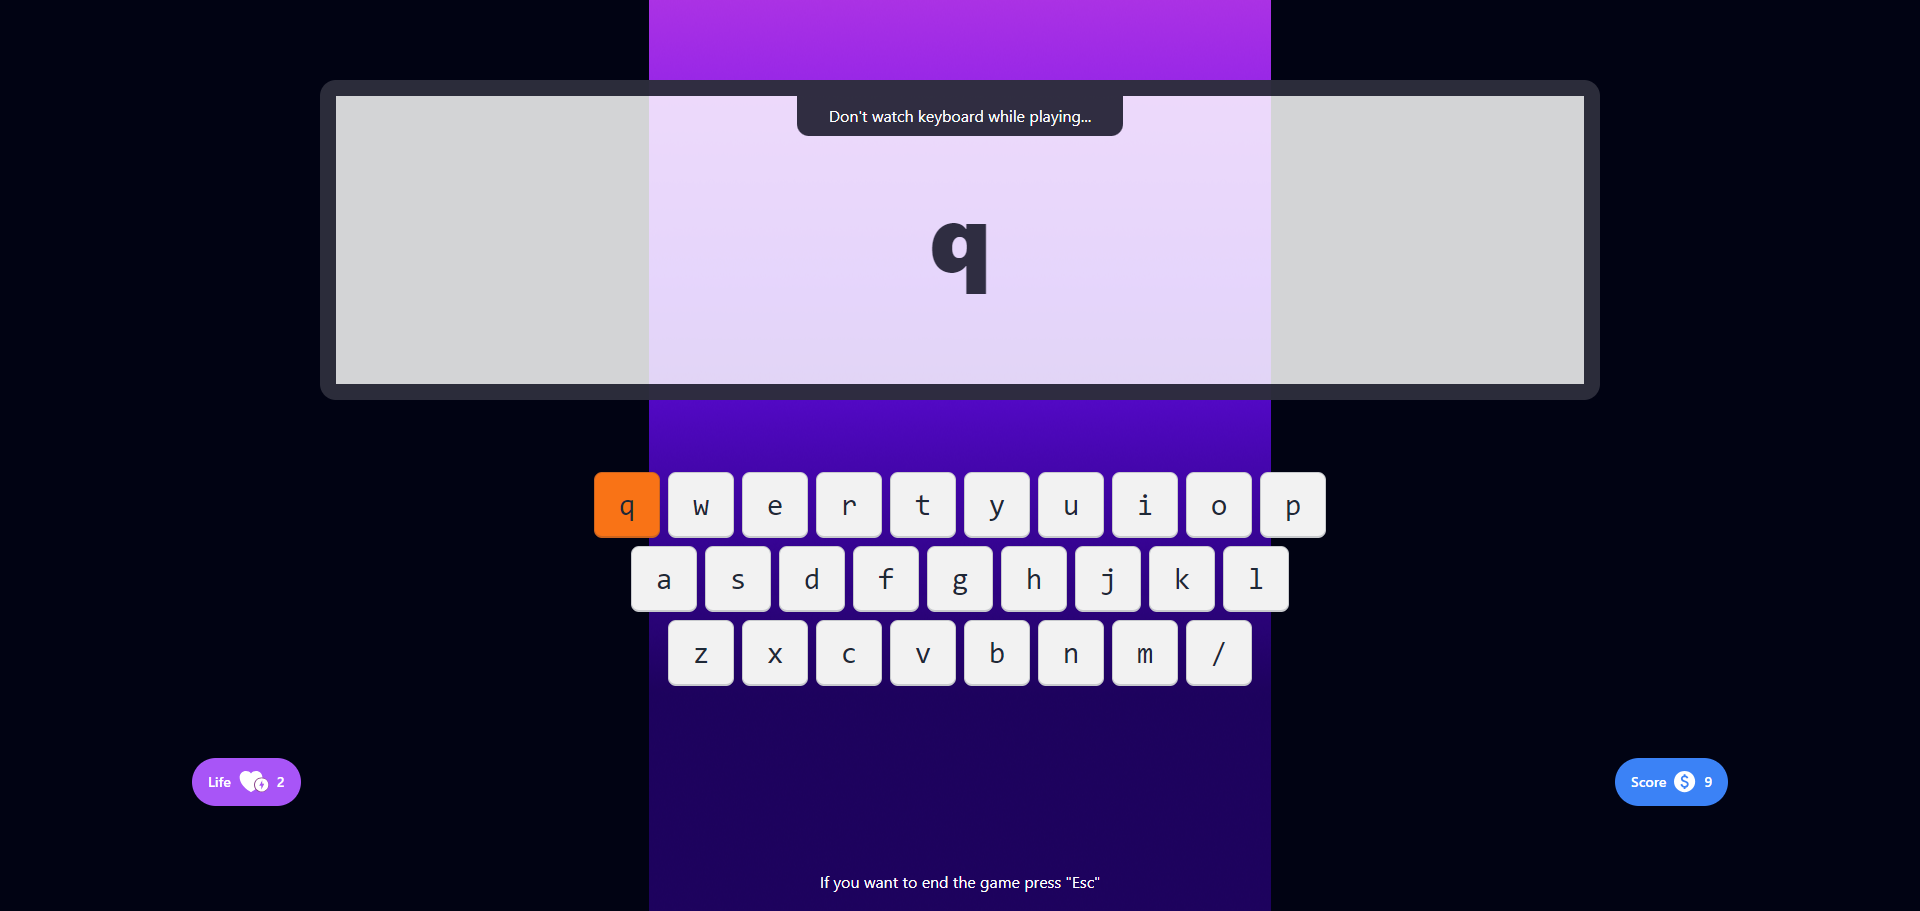 Don't watch keyboard while playing...
q
q w e r t y u i o p
a s d f g h j k l
z x c v b n m /
Life 2
Score $ 9
If you want to end the game press "Esc"